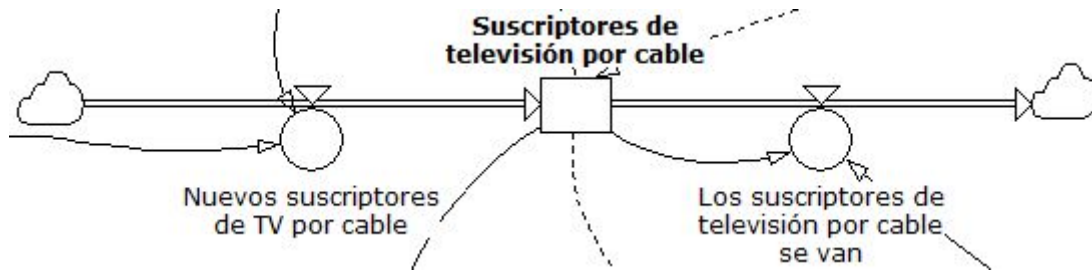 Suscriptores de
televisión por cable
Nuevos suscriptores
de TV por cable
Los suscriptores de
televisión por cable
se van